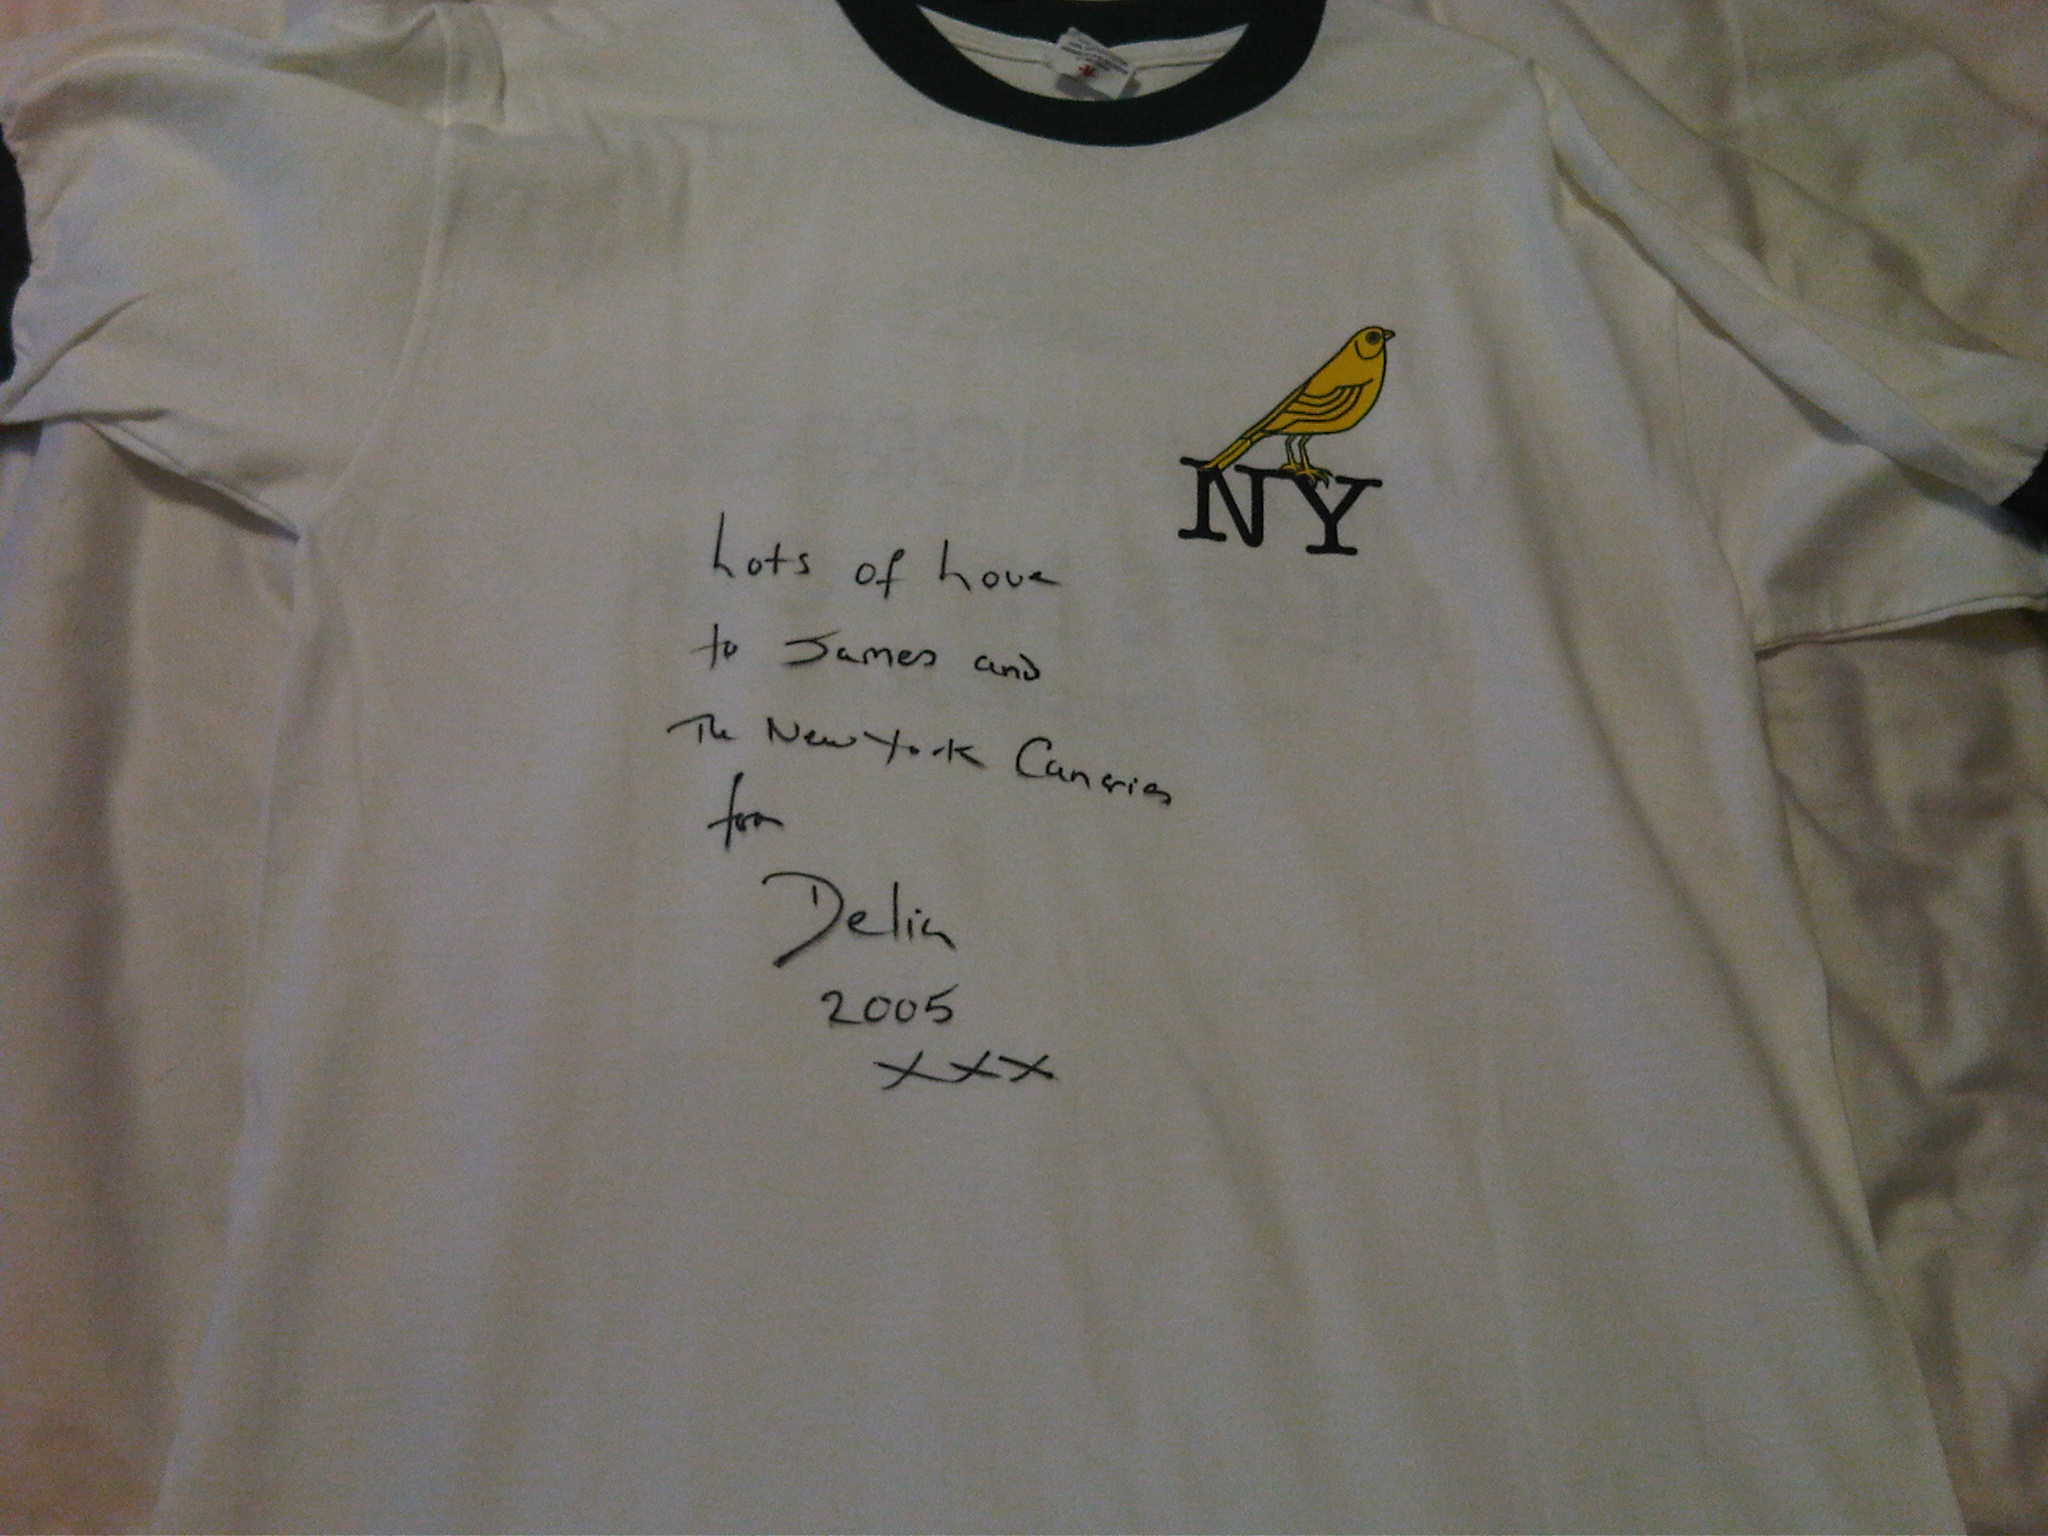 NY
Lots of Love
to James and
The New York Canaries
from
Delia
2005
xxx